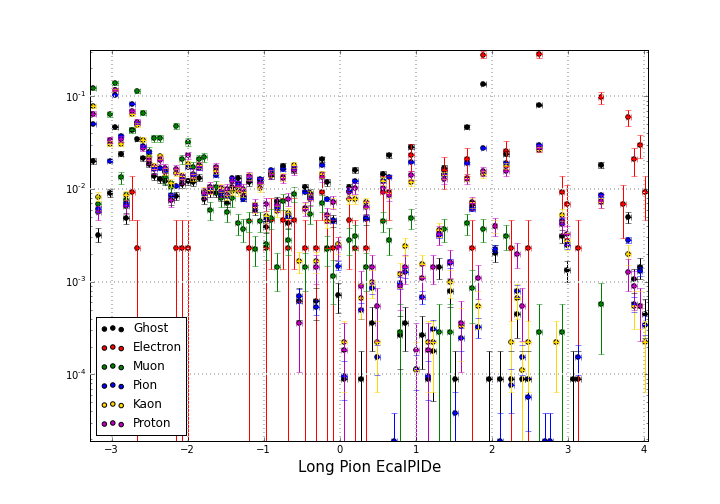 10⁻¹
10⁻²
10⁻³
10⁻⁴
Ghost
Electron
Muon
Pion
Kaon
Proton
−3 −2 −1 0 1 2 3 4
Long Pion EcalPIDe